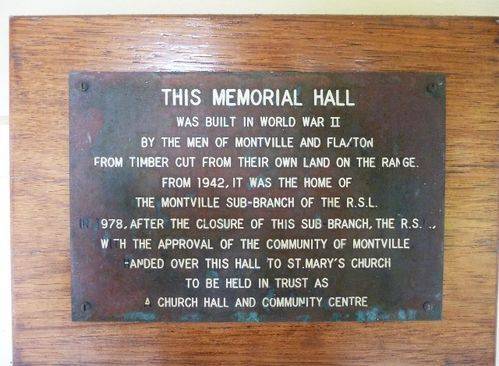 THIS MEMORIAL HALL
WAS BUILT IN WORLD WAR II
BY THE MEN OF MONTVILLE AND FLAXTON
FROM TIMBER CUT FROM THEIR OWN LAND ON THE RANGE.
FROM 1942, IT WAS THE HOME OF
THE MONTVILLE SUB-BRANCH OF THE R.S.L.
IN 1978, AFTER THE CLOSURE OF THIS SUB BRANCH, THE R.S.L.,
WITH THE APPROVAL OF THE COMMUNITY OF MONTVILLE
HANDED OVER THIS HALL TO ST. MARY'S CHURCH
TO BE HELD IN TRUST AS
A CHURCH HALL AND COMMUNITY CENTRE